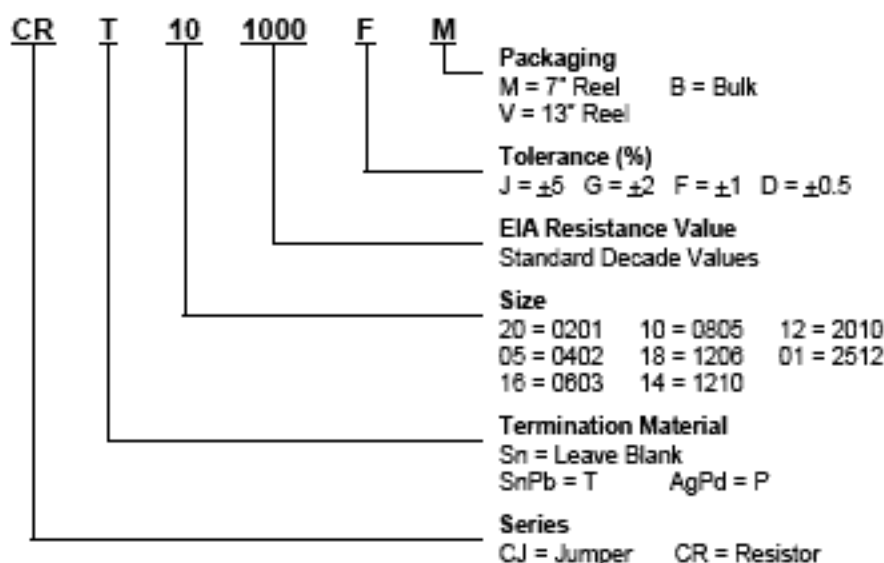 CR T 10 1000 F M
Packaging
M = 7" Reel B = Bulk
V = 13" Reel
Tolerance (%)
J = ±5 G = ±2 F = ±1 D = ±0.5
EIA Resistance Value
Standard Decade Values
Size
20 = 0201 10 = 0805 12 = 2010
05 = 0402 18 = 1206 01 = 2512
16 = 0603 14 = 1210
Termination Material
Sn = Leave Blank
SnPb = T AgPd = P
Series
CJ = Jumper CR = Resistor